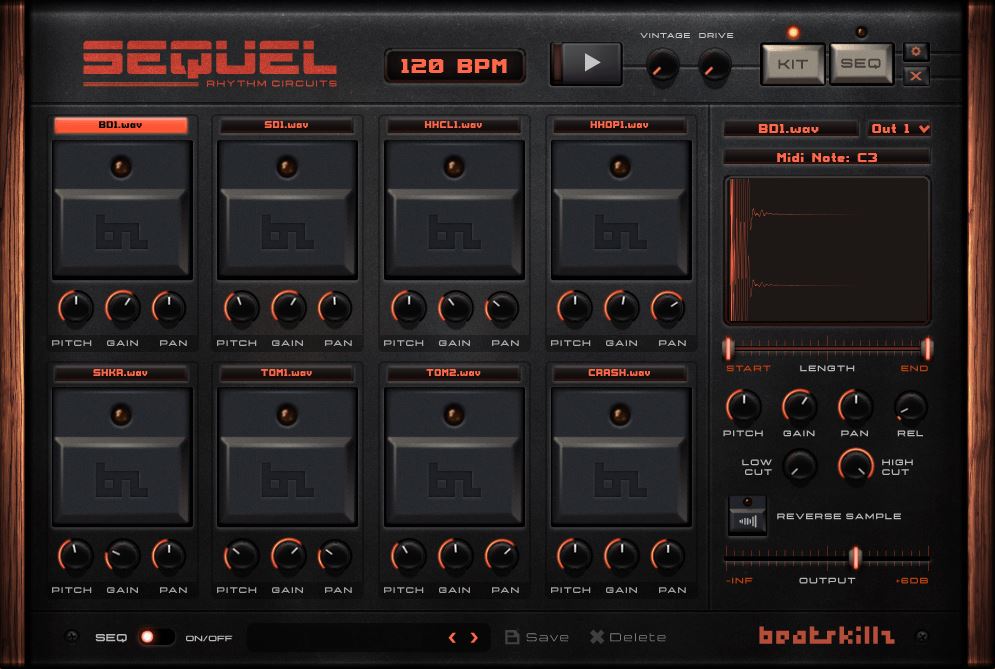 SEQUEL
RHYTHM CIRCUITS
120 BPM
VINTAGE DRIVE
KIT SEQ
BD1.wav SD1.wav HHCL1.wav HHOP1.wav
BD1.wav Out 1
Midi Note: C3
PITCH GAIN PAN PITCH GAIN PAN PITCH GAIN PAN PITCH GAIN PAN
START LENGTH END
SHKR.wav TOM1.wav TOM2.wav CRASH.wav
PITCH GAIN PAN REL
LOW CUT HIGH CUT
REVERSE SAMPLE
-INF OUTPUT +6DB
PITCH GAIN PAN PITCH GAIN PAN PITCH GAIN PAN PITCH GAIN PAN
SEQ ON/OFF Save Delete
beatskillz